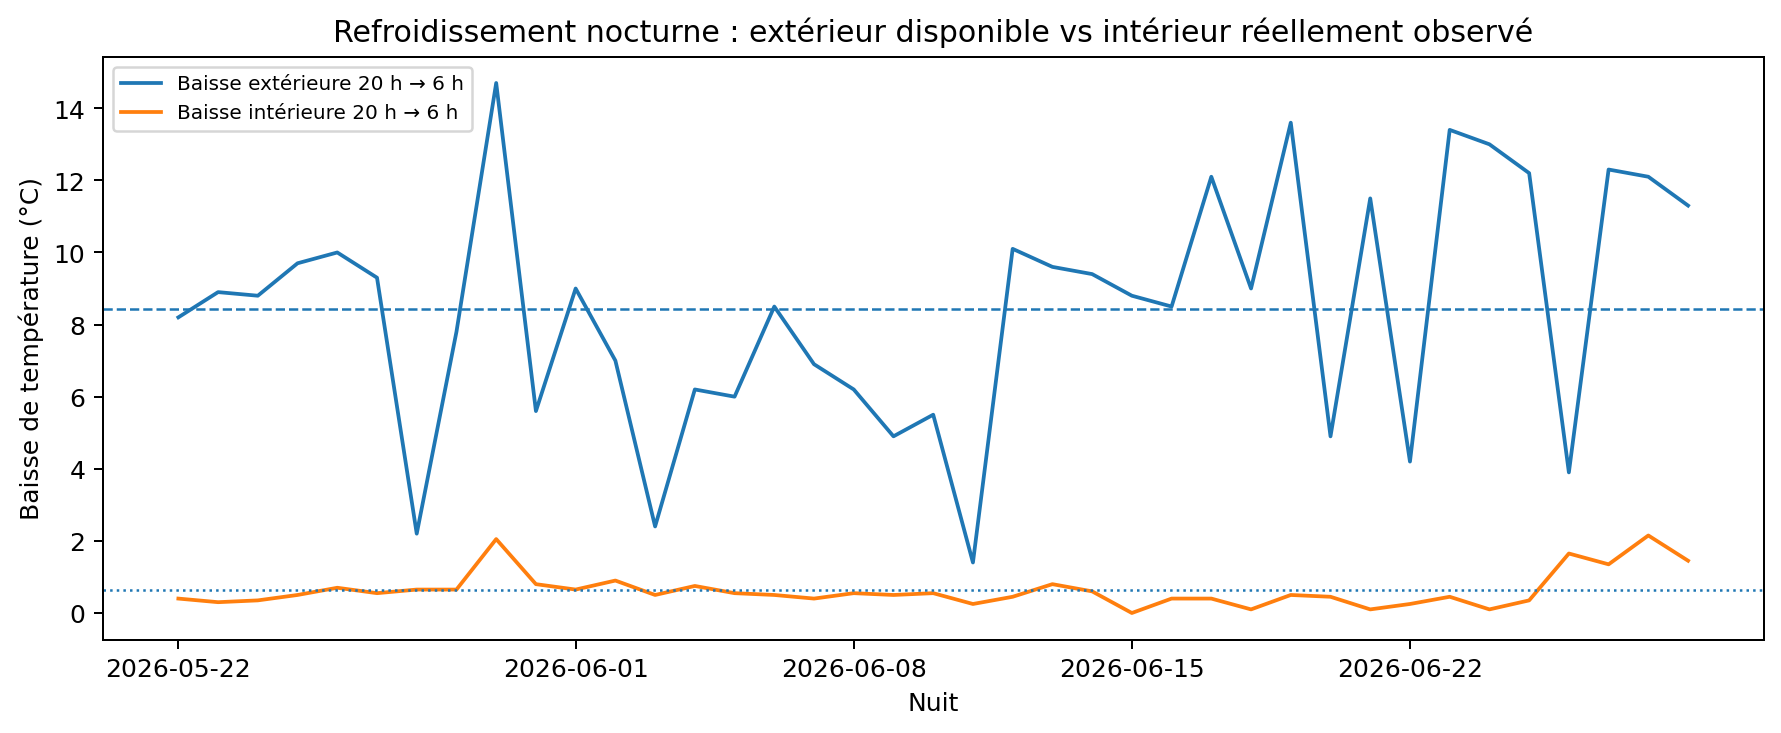 Refroidissement nocturne : extérieur disponible vs intérieur réellement observé
Baisse extérieure 20 h → 6 h
Baisse intérieure 20 h → 6 h
Baisse de température (°C)
14
12
10
8
6
4
2
0
2026-05-22
2026-06-01
2026-06-08
2026-06-15
2026-06-22
Nuit